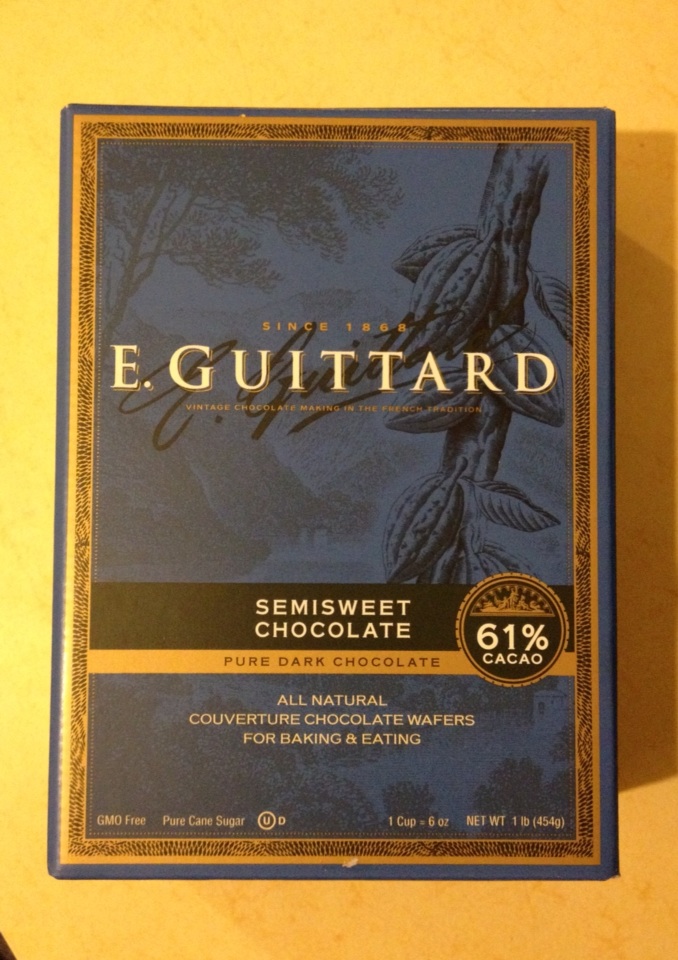 SINCE 1868
E. GUITTARD
E. Guittard
VINTAGE CHOCOLATE MAKING IN THE FRENCH TRADITION
SEMISWEET
CHOCOLATE
61%
CACAO
PURE DARK CHOCOLATE
ALL NATURAL
COUVERTURE CHOCOLATE WAFERS
FOR BAKING & EATING
GMO Free Pure Cane Sugar U D 1 Cup = 6 oz NET WT 1 lb (454g)